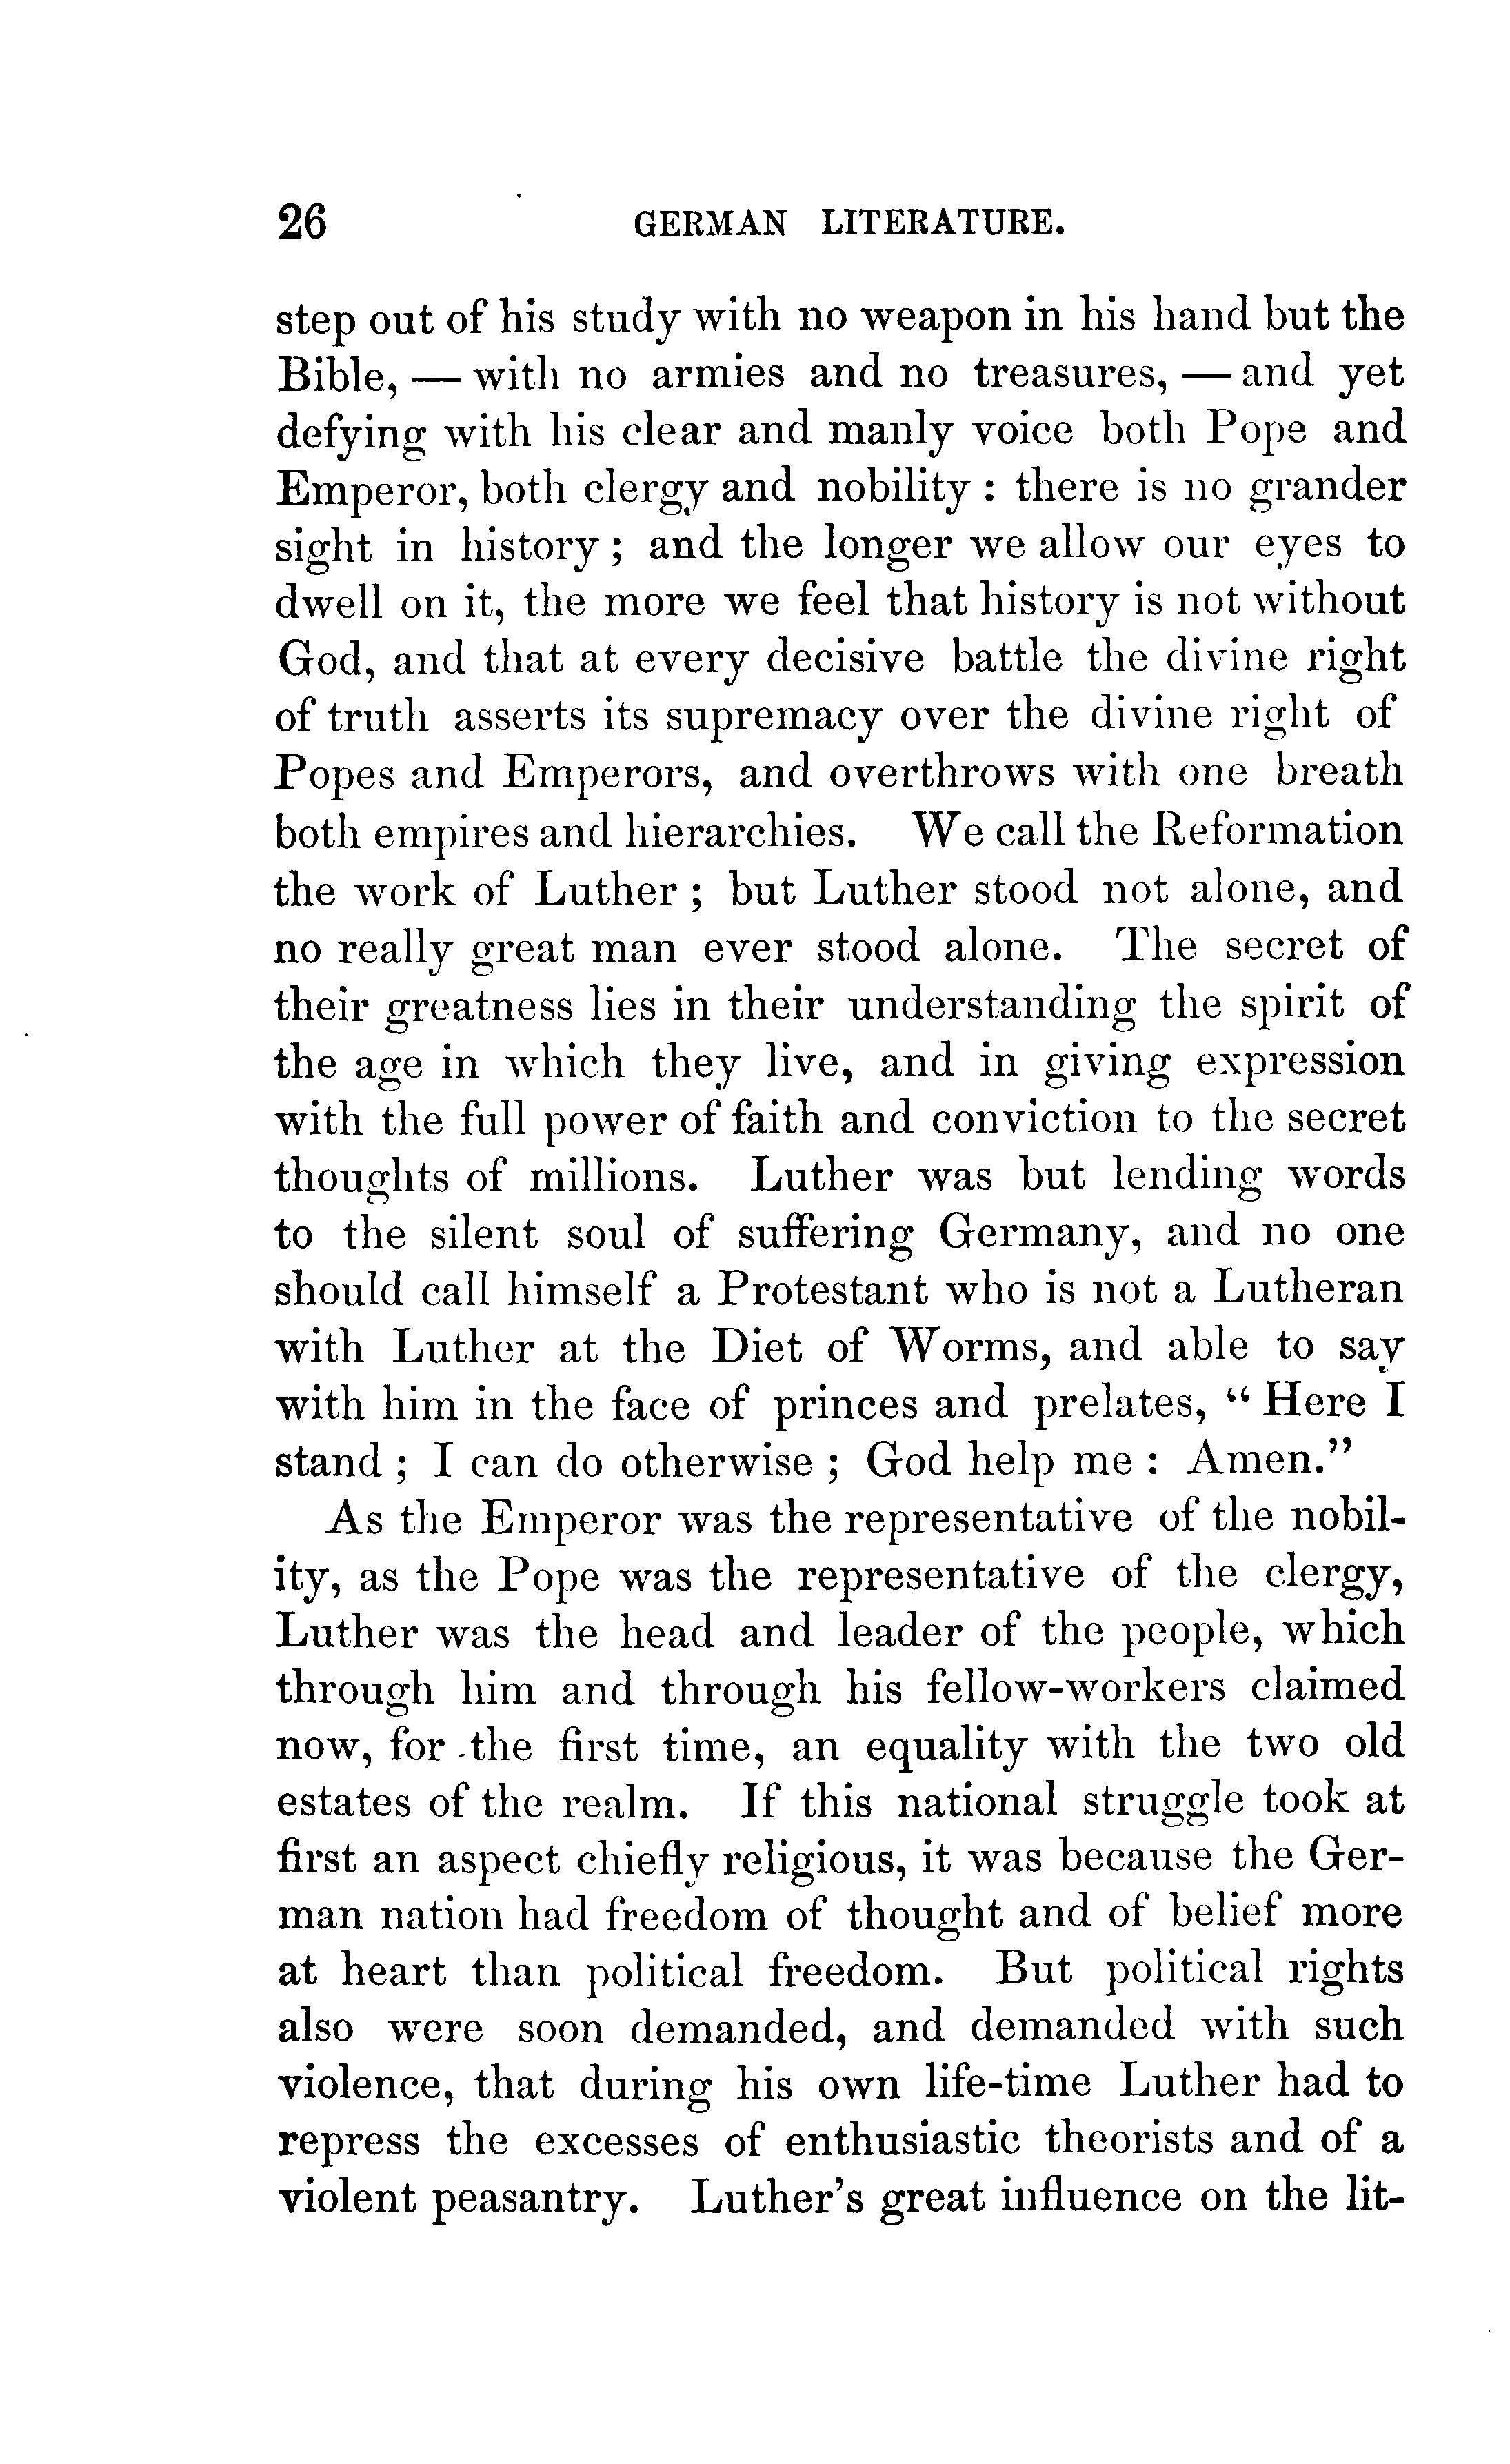 26 GERMAN LITERATURE.
step out of his study with no weapon in his hand but the
Bible, — with no armies and no treasures, — and yet
defying with his clear and manly voice both Pope and
Emperor, both clergy and nobility : there is no grander
sight in history ; and the longer we allow our eyes to
dwell on it, the more we feel that history is not without
God, and that at every decisive battle the divine right
of truth asserts its supremacy over the divine right of
Popes and Emperors, and overthrows with one breath
both empires and hierarchies. We call the Reformation
the work of Luther ; but Luther stood not alone, and
no really great man ever stood alone. The secret of
their greatness lies in their understanding the spirit of
the age in which they live, and in giving expression
with the full power of faith and conviction to the secret
thoughts of millions. Luther was but lending words
to the silent soul of suffering Germany, and no one
should call himself a Protestant who is not a Lutheran
with Luther at the Diet of Worms, and able to say
with him in the face of princes and prelates, “ Here I
stand ; I can do otherwise ; God help me : Amen.”
As the Emperor was the representative of the nobil-
ity, as the Pope was the representative of the clergy,
Luther was the head and leader of the people, which
through him and through his fellow-workers claimed
now, for the first time, an equality with the two old
estates of the realm. If this national struggle took at
first an aspect chiefly religious, it was because the Ger-
man nation had freedom of thought and of belief more
at heart than political freedom. But political rights
also were soon demanded, and demanded with such
violence, that during his own life-time Luther had to
repress the excesses of enthusiastic theorists and of a
violent peasantry. Luther’s great influence on the lit-